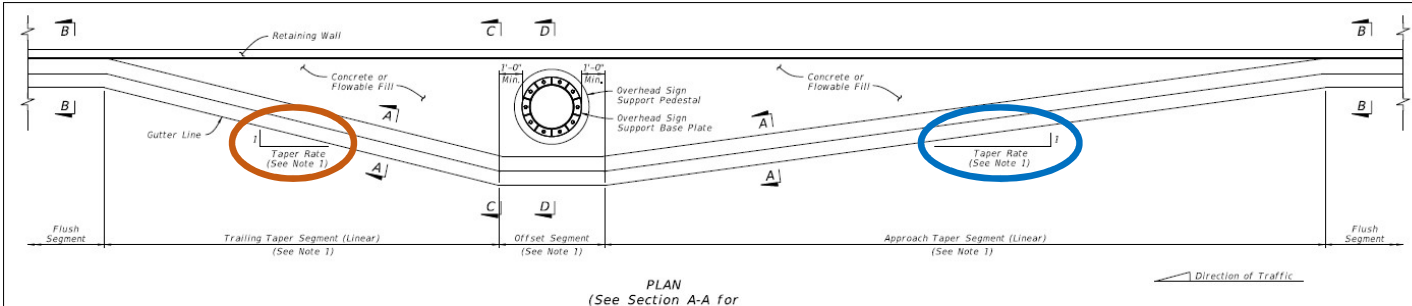 B
C
D
B
Retaining Wall
1'-0"
Min.
1'-0"
Min.
Concrete or
Flowable Fill
Concrete or
Flowable Fill
Overhead Sign
Support Pedestal
Overhead Sign
Support Base Plate
A
A
B
B
Gutter Line
1
Taper Rate
(See Note 1)
1
Taper Rate
(See Note 1)
A
A
C
D
Flush
Segment
Trailing Taper Segment (Linear)
(See Note 1)
Offset Segment
(See Note 1)
Approach Taper Segment (Linear)
(See Note 1)
Flush
Segment
Direction of Traffic
PLAN
(See Section A-A for